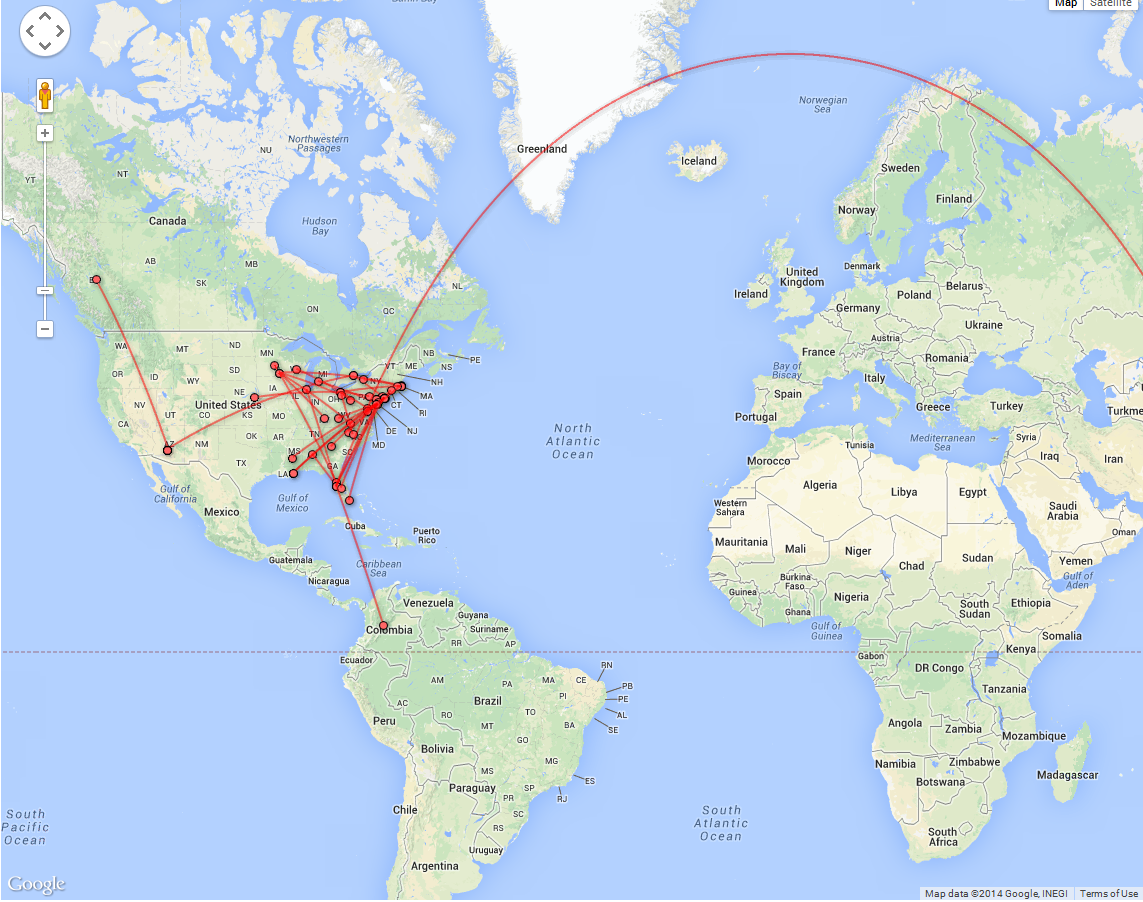 Baffin Bay
Map
Satellite
Norwegian
Sea
Northwestern
Passages
NU
Greenland
Iceland
YT
NT
Sweden
Finland
Norway
Canada
Hudson
Bay
AB
MB
SK
ON
QC
NL
Denmark
United
Kingdom
Ireland
Poland
Belarus
Germany
Ukraine
Austria
France
Romania
Bay of
Biscay
Italy
Spain
Portugal
Greece
Turkey
Turkme
WA
MT
ND
MN
OR
ID
SD
WY
NE
IA
MI
NY
VT
ME
NB
PE
NS
NH
MA
RI
CT
NJ
DE
MD
NV
UT
CO
United States
KS
MO
IL
IN
OH
PA
WV
VA
CA
AZ
NM
OK
AR
TN
SC
MS
GA
TX
LA
North
Atlantic
Ocean
Gulf of
California
Gulf of
Mexico
Mexico
Cuba
Puerto
Rico
Guatemala
Caribbean
Sea
Nicaragua
Mediterranean
Sea
Tunisia
Syria
Iraq
Iran
Morocco
Algeria
Libya
Egypt
Western
Sahara
Saudi
Arabia
Oman
Mauritania
Mali
Niger
Chad
Sudan
Yemen
Gulf of
Aden
Burkina
Faso
Guinea
Ghana
Nigeria
South
Sudan
Ethiopia
Somalia
Gulf of
Guinea
Gabon
Kenya
DR Congo
Tanzania
Angola
Zambia
Mozambique
Namibia
Zimbabwe
Botswana
Madagascar
South
Africa
Venezuela
Guyana
Suriname
Colombia
RR
AP
Ecuador
AM
PA
MA
CE
RN
PB
PE
AL
SE
PI
AC
RO
TO
BA
Brazil
MT
Peru
GO
Bolivia
MG
MS
ES
Paraguay
SP
RJ
PR
SC
Chile
RS
Uruguay
Argentina
South
Pacific
Ocean
South
Atlantic
Ocean
Google
Map data ©2014 Google, INEGI
Terms of Use